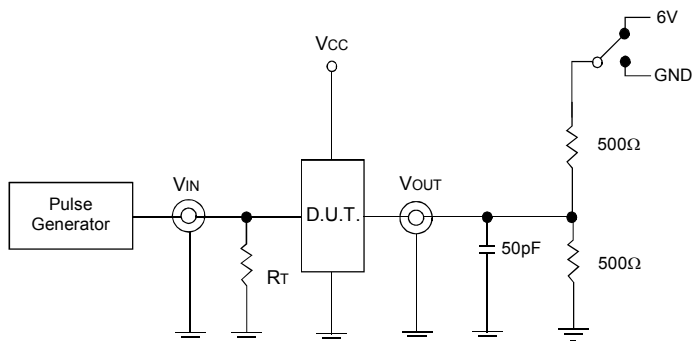 6V
GND
VCC
500Ω
Pulse
Generator
VIN
D.U.T.
VOUT
RT
50pF
500Ω